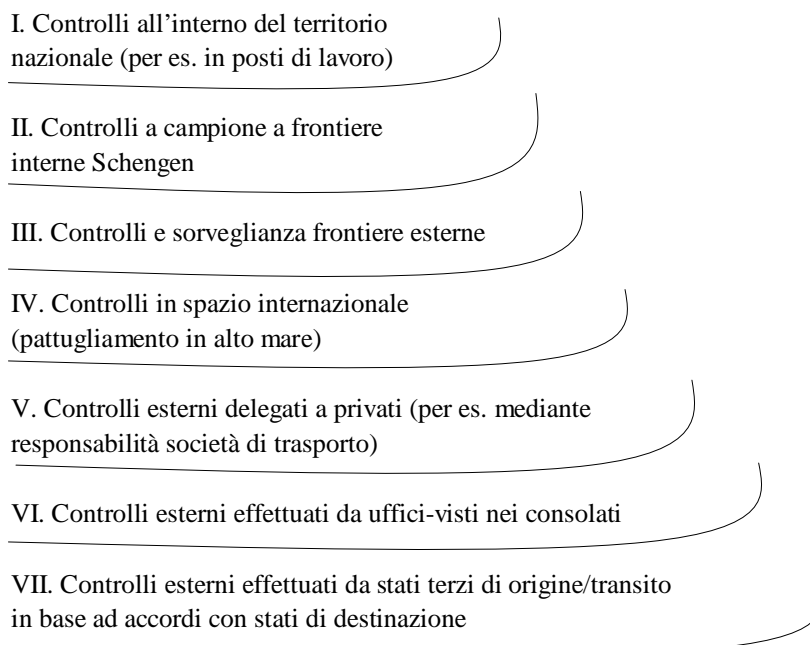 I. Controlli all’interno del territorio
nazionale (per es. in posti di lavoro)
II. Controlli a campione a frontiere
interne Schengen
III. Controlli e sorveglianza frontiere esterne
IV. Controlli in spazio internazionale
(pattugliamento in alto mare)
V. Controlli esterni delegati a privati (per es. mediante
responsabilità società di trasporto)
VI. Controlli esterni effettuati da uffici-visti nei consolati
VII. Controlli esterni effettuati da stati terzi di origine/transito
in base ad accordi con stati di destinazione